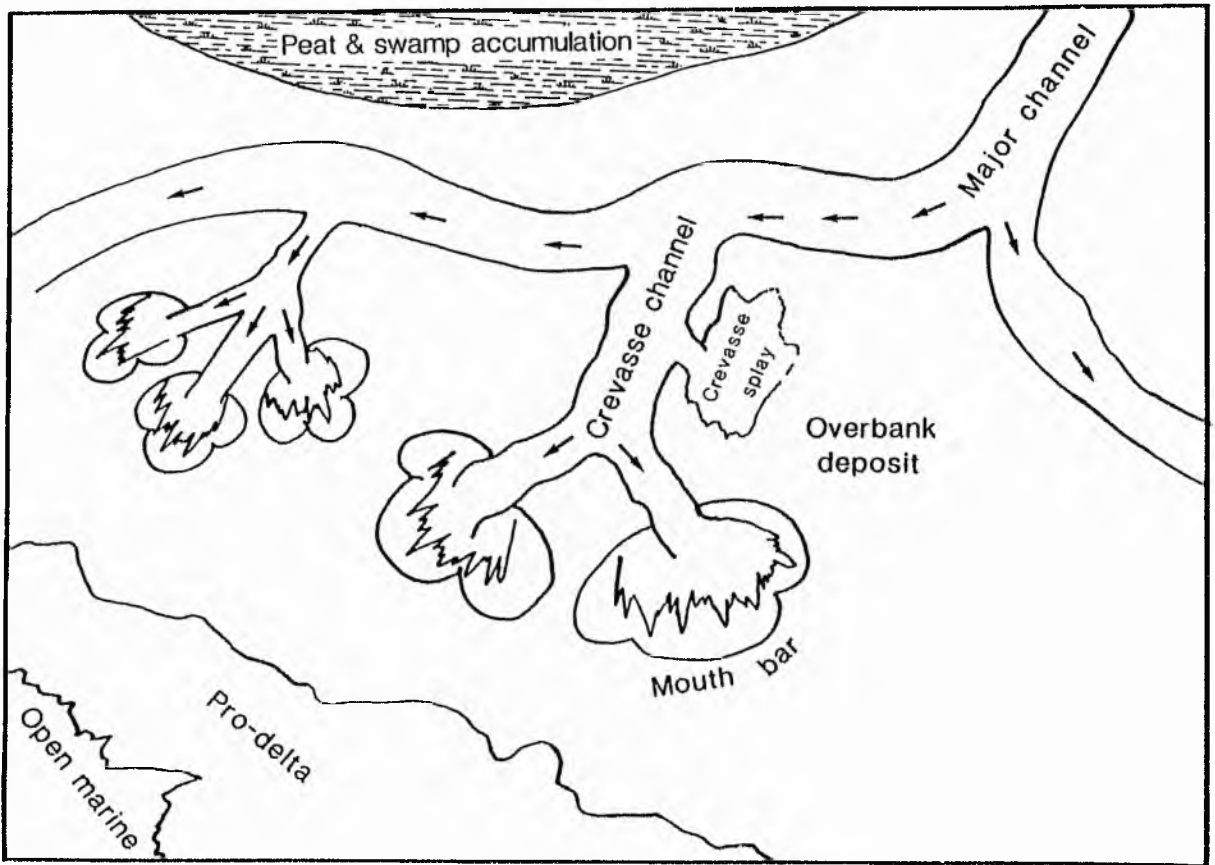 Peat & swamp accumulation
Major channel
Crevasse channel
Crevasse
splay
Overbank
deposit
Mouth bar
Pro-delta
Open marine